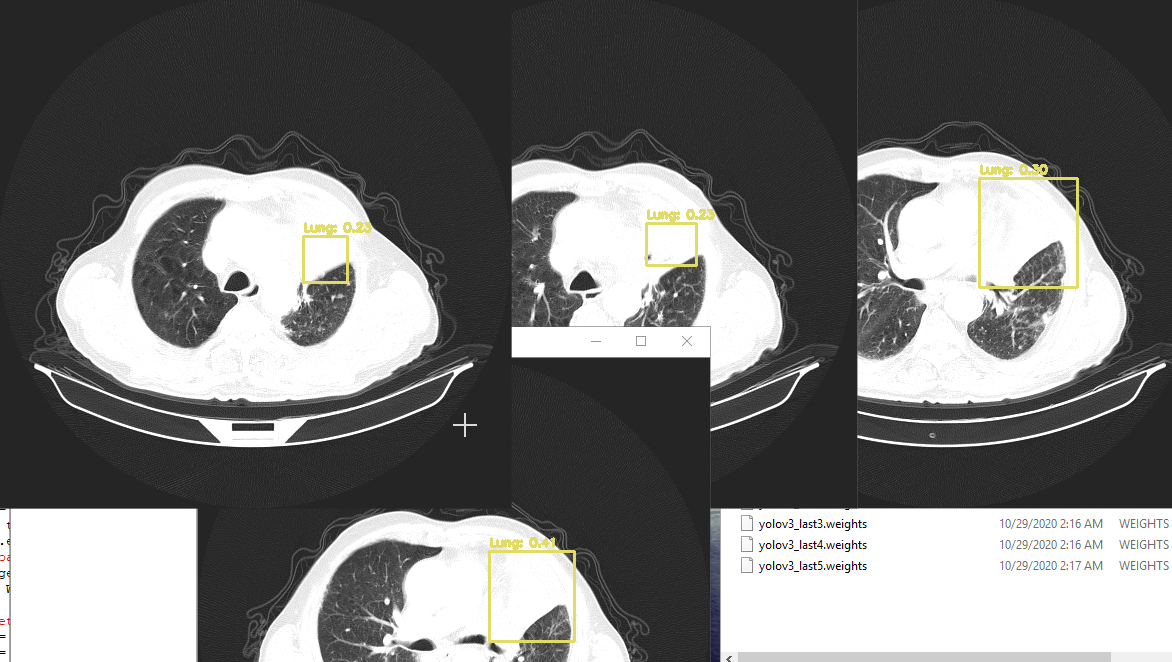 Lung: 0.23
Lung: 0.23
Lung: 0.30
Lung: 0.41
yolov3_last3.weights 10/29/2020 2:16 AM WEIGHTS
yolov3_last4.weights 10/29/2020 2:16 AM WEIGHTS
yolov3_last5.weights 10/29/2020 2:17 AM WEIGHTS